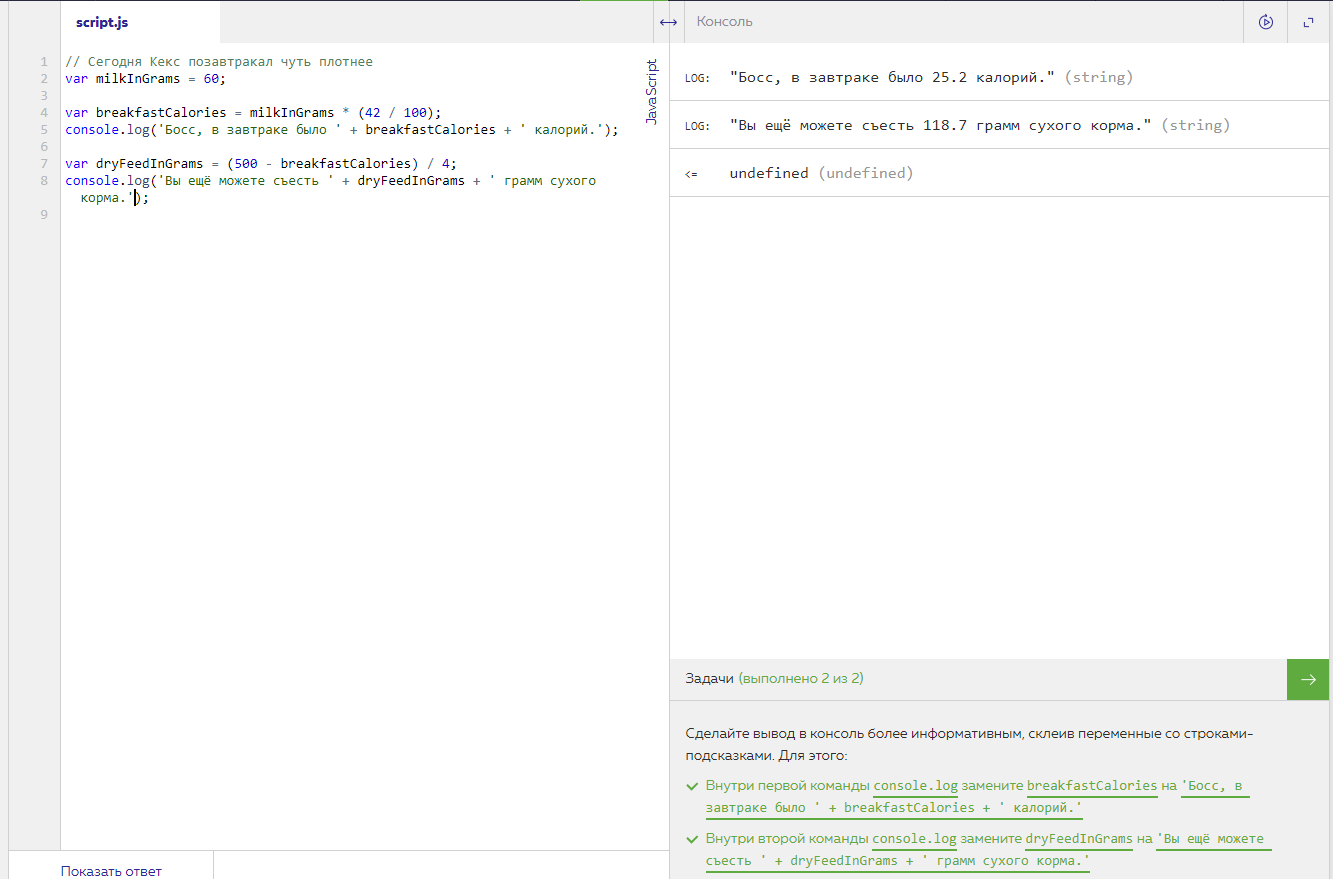 script.js
Консоль
1 // Сегодня Кекс позавтракал чуть плотнее
2 var milkInGrams = 60;
3
4 var breakfastCalories = milkInGrams * (42 / 100);
5 console.log('Босс, в завтраке было ' + breakfastCalories + ' калорий.');
6
7 var dryFeedInGrams = (500 - breakfastCalories) / 4;
8 console.log('Вы ещё можете съесть ' + dryFeedInGrams + ' грамм сухого
корма.');
9
JavaScript
Показать ответ
LOG: "Босс, в завтраке было 25.2 калорий." (string)
LOG: "Вы ещё можете съесть 118.7 грамм сухого корма." (string)
<= undefined (undefined)
Задачи (выполнено 2 из 2)
Сделайте вывод в консоль более информативным, склеив переменные со строками-
подсказками. Для этого:
Внутри первой команды console.log замените breakfastCalories на 'Босс, в
завтраке было ' + breakfastCalories + ' калорий.'
Внутри второй команды console.log замените dryFeedInGrams на 'Вы ещё можете
съесть ' + dryFeedInGrams + ' грамм сухого корма.'